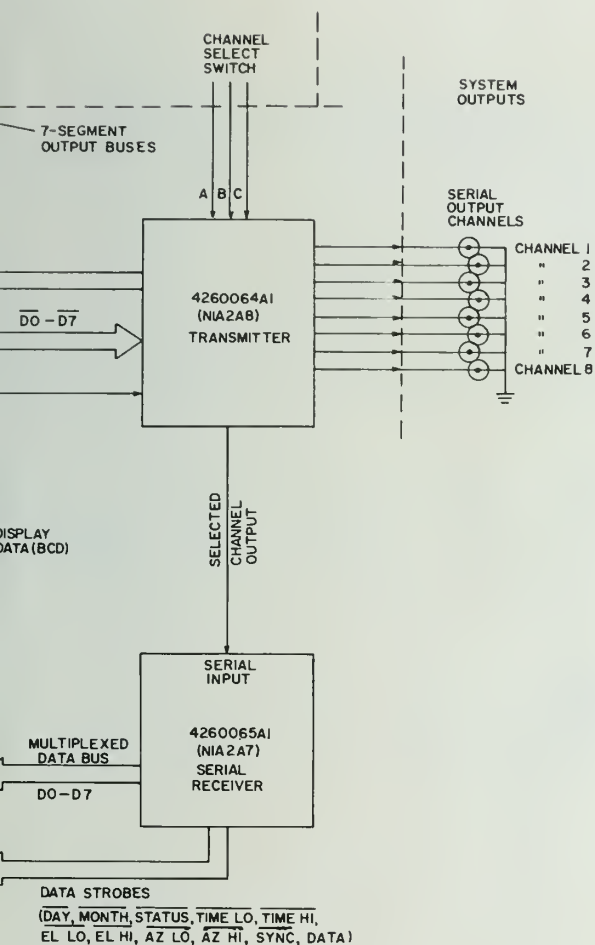 CHANNEL
SELECT
SWITCH
SYSTEM
OUTPUTS
7-SEGMENT
OUTPUT BUSES
A B C
SERIAL
OUTPUT
CHANNELS
CHANNEL 1
" 2
" 3
" 4
" 5
" 6
" 7
CHANNEL 8
4260064A1
(NIA2A8)
TRANSMITTER
D0-D7
SELECTED
CHANNEL
OUTPUT
DATA (BCD)
SERIAL
INPUT
4260065A1
(NIA2A7)
SERIAL
RECEIVER
MULTIPLEXED
DATA BUS
D0-D7
DATA STROBES
(DAY, MONTH, STATUS, TIME LO, TIME HI,
EL LO, EL HI, AZ LO, AZ HI, SYNC, DATA)